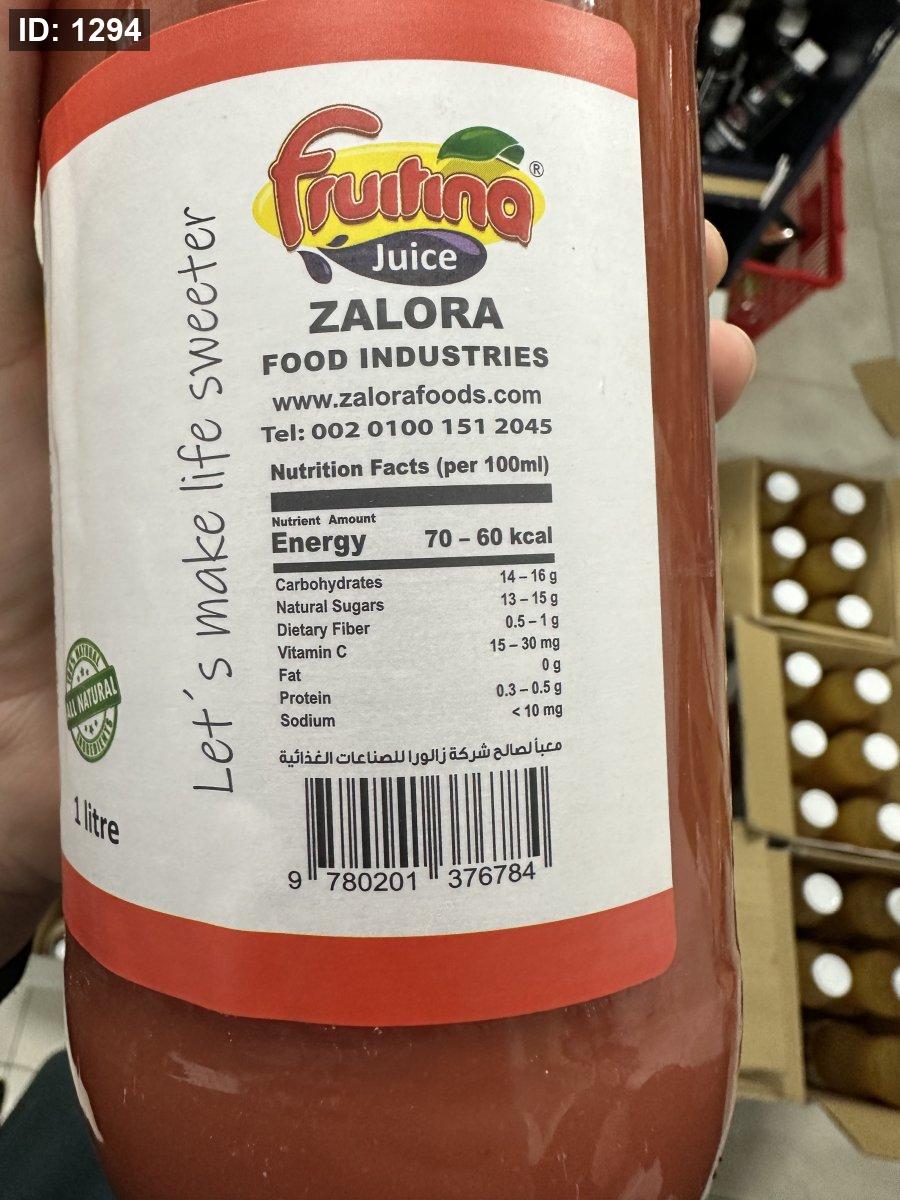 ID: 1294
Fruitina®
Juice
ZALORA
FOOD INDUSTRIES
www.zalorafoods.com
Tel: 002 0100 151 2045
Nutrition Facts (per 100ml)
Nutrient Amount
Energy 70 – 60 kcal
Carbohydrates 14 – 16 g
Natural Sugars 13 – 15 g
Dietary Fiber 0.5 – 1 g
Vitamin C 15 – 30 mg
Fat 0 g
Protein 0.3 – 0.5 g
Sodium < 10 mg
معبأ لصالح شركة زالورا للصناعات الغذائية
9 780201 376784
Let's make life sweeter
ALL NATURAL
1 litre